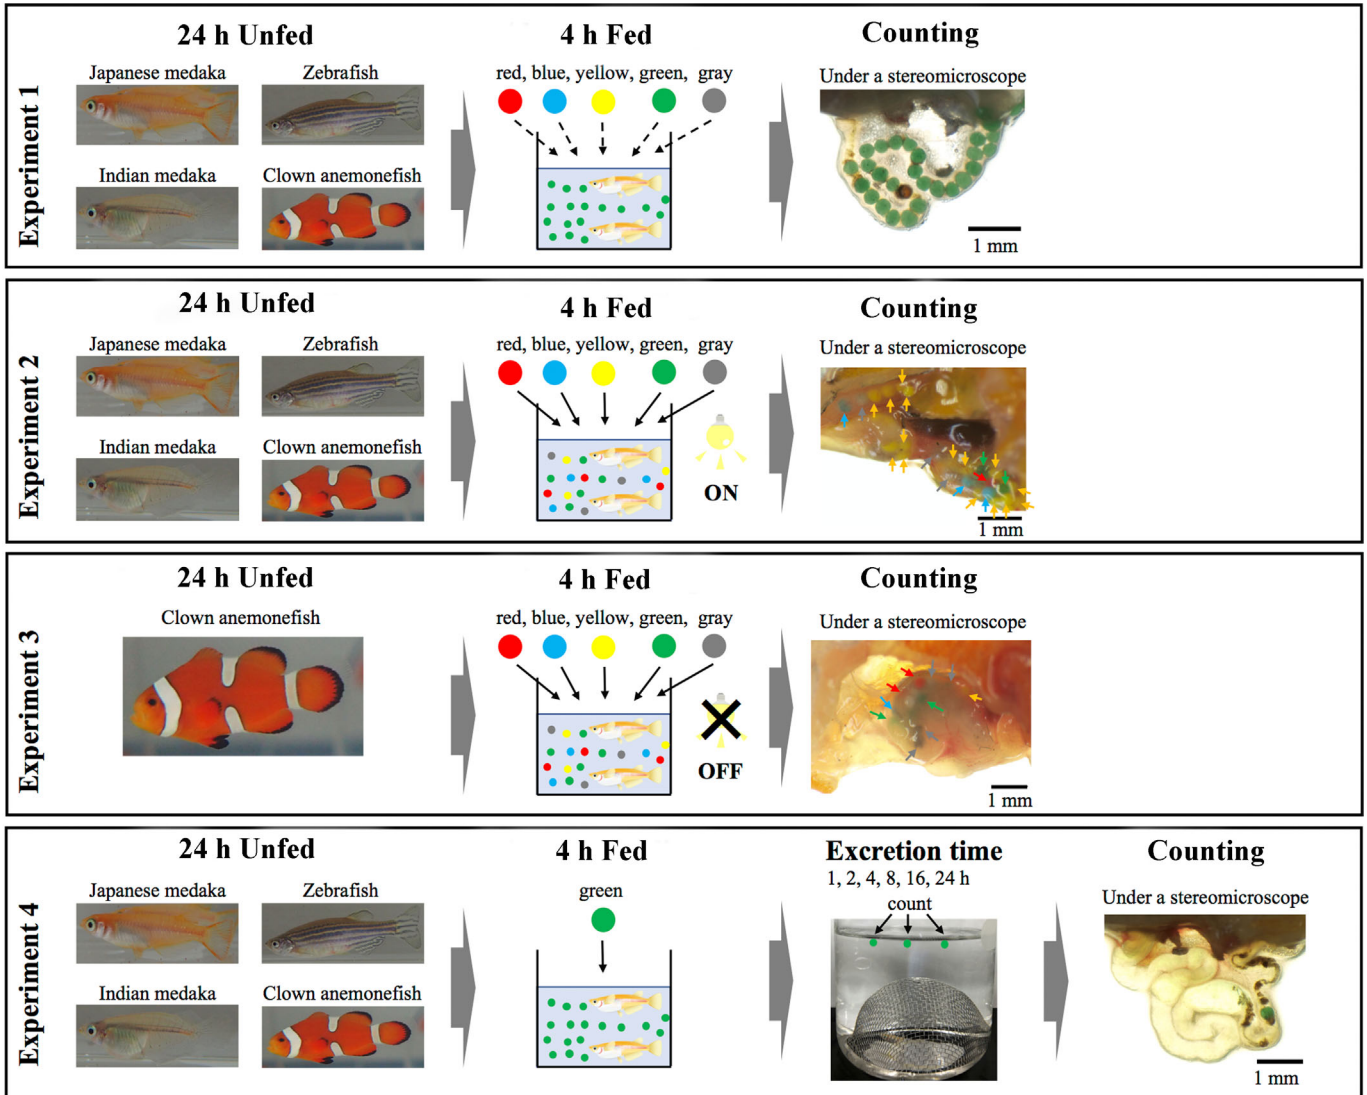 Experiment 1
24 h Unfed
4 h Fed
Counting
Japanese medaka
Zebrafish
red, blue, yellow, green, gray
Under a stereomicroscope
Indian medaka
Clown anemonefish
1 mm
Experiment 2
24 h Unfed
4 h Fed
Counting
Japanese medaka
Zebrafish
red, blue, yellow, green, gray
Under a stereomicroscope
Indian medaka
Clown anemonefish
ON
1 mm
Experiment 3
24 h Unfed
4 h Fed
Counting
Clown anemonefish
red, blue, yellow, green, gray
Under a stereomicroscope
OFF
1 mm
Experiment 4
24 h Unfed
4 h Fed
Excretion time
Counting
Japanese medaka
Zebrafish
green
1, 2, 4, 8, 16, 24 h
count
Under a stereomicroscope
Indian medaka
Clown anemonefish
1 mm